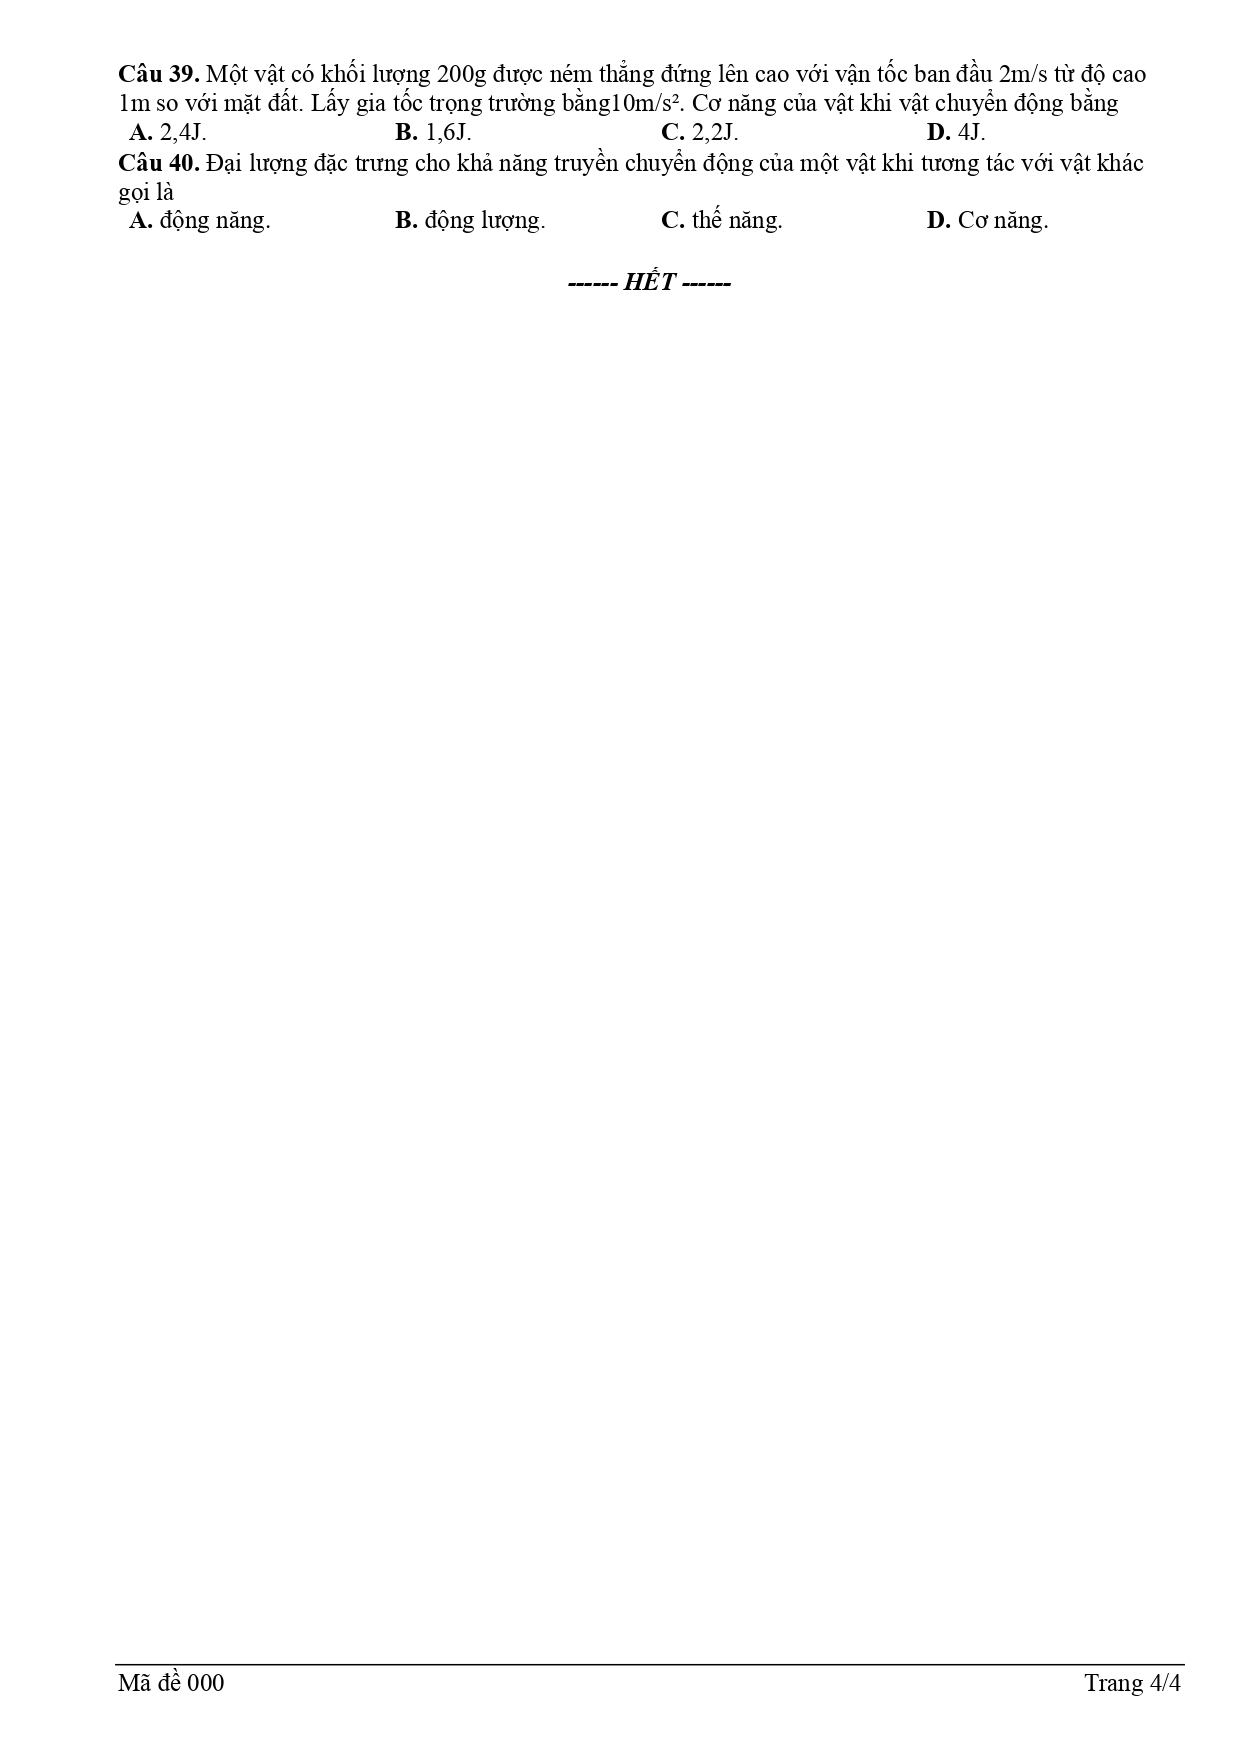 Câu 39. Một vật có khối lượng 200g được ném thẳng đứng lên cao với vận tốc ban đầu 2m/s từ độ cao
1m so với mặt đất. Lấy gia tốc trọng trường bằng10m/s². Cơ năng của vật khi vật chuyển động bằng
A. 2,4J. B. 1,6J. C. 2,2J. D. 4J.
Câu 40. Đại lượng đặc trưng cho khả năng truyền chuyển động của một vật khi tương tác với vật khác
gọi là
A. động năng. B. động lượng. C. thế năng. D. Cơ năng.
------ HẾT ------
Mã đề 000 Trang 4/4